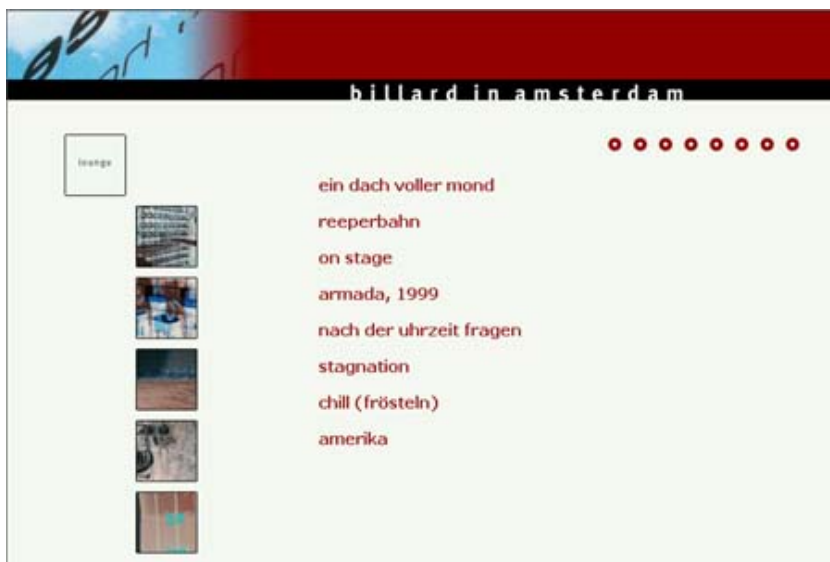 billard in amsterdam
lounge
ein dach voller mond
reeperbahn
on stage
armada, 1999
nach der uhrzeit fragen
stagnation
chill (frösteln)
amerika